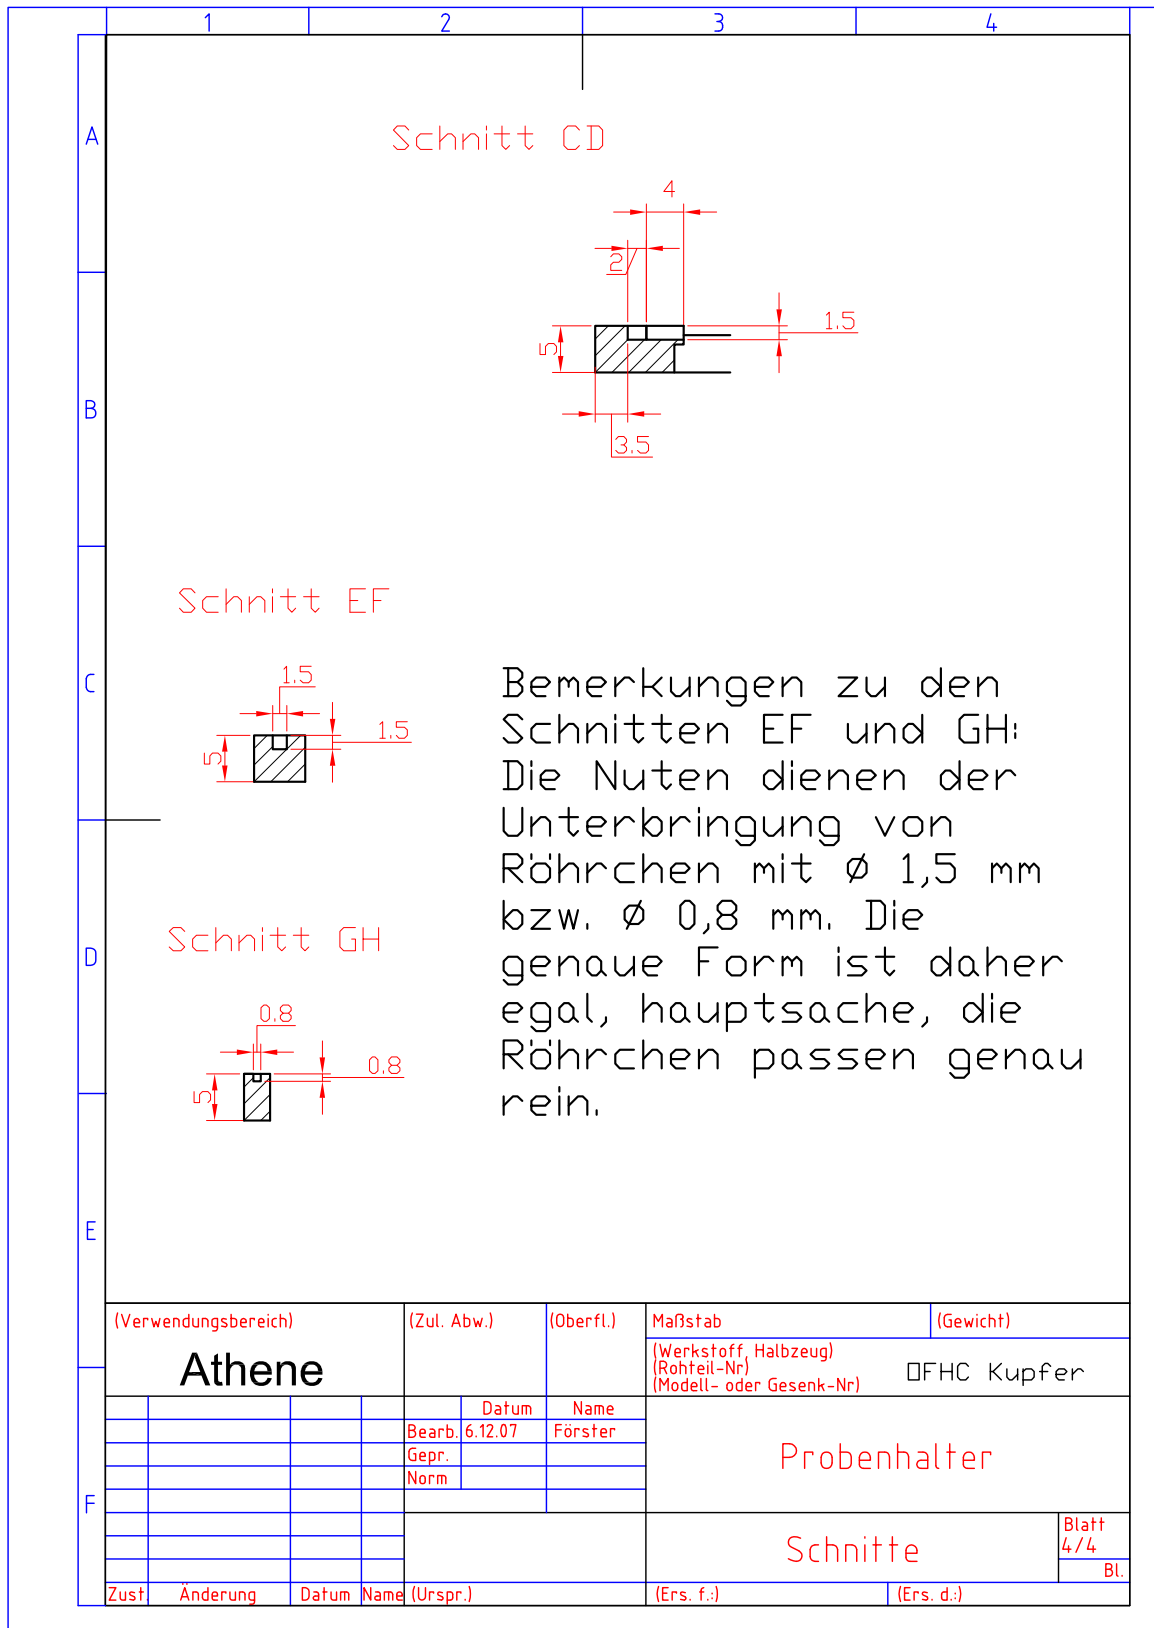 1 2 3 4
A
B
C
D
E
F
Schnitt CD
4
2
1.5
5
3.5
Schnitt EF
1.5
1.5
5
Schnitt GH
0.8
0.8
5
Bemerkungen zu den
Schnitten EF und GH:
Die Nuten dienen der
Unterbringung von
Röhrchen mit Ø 1,5 mm
bzw. Ø 0,8 mm. Die
genaue Form ist daher
egal, hauptsache, die
Röhrchen passen genau
rein.
(Verwendungsbereich)
Athene
(Zul. Abw.)
(Oberfl.)
Maßstab
(Gewicht)
(Werkstoff, Halbzeug)
(Rohteil-Nr)
(Modell- oder Gesenk-Nr)
OFHC Kupfer
Datum Name
Bearb. 6.12.07 Förster
Gepr.
Norm
Probenhalter
Schnitte
Blatt
4/4
Bl.
Zust. Änderung Datum Name (Urspr.) (Ers. f.:) (Ers. d.:)